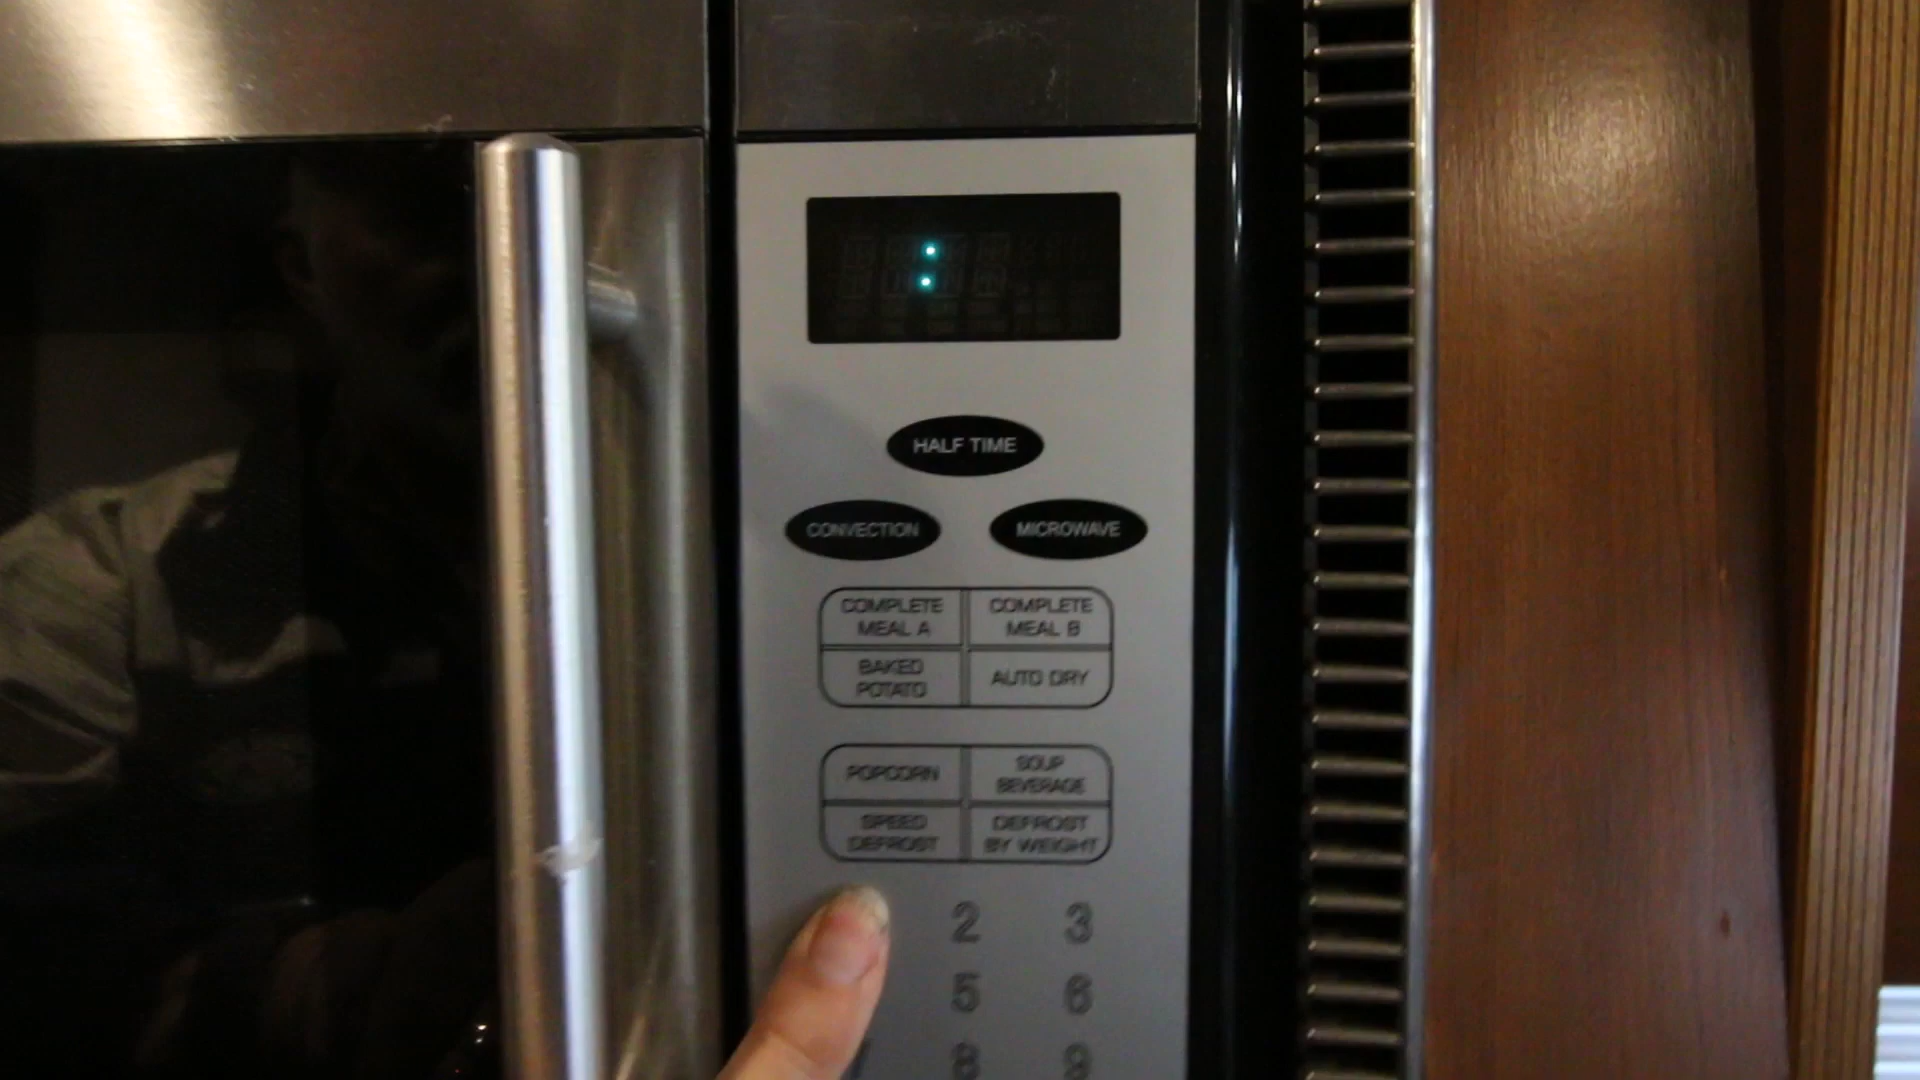 :
HALF TIME
CONVECTION MICROWAVE
COMPLETE
MEAL A
COMPLETE
MEAL B
BAKED
POTATO
AUTO DRY
POPCORN
SOUP
BEVERAGE
SPEED
DEFROST
DEFROST
BY WEIGHT
2 3
5 6
8 9